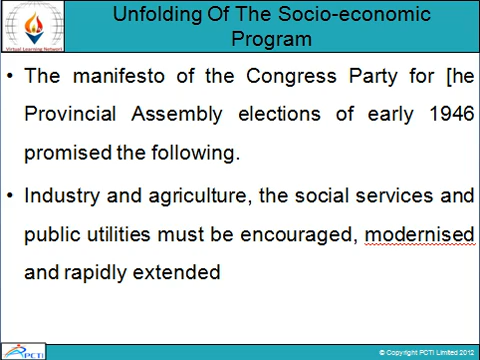 Unfolding Of The Socio-economic
Program
Virtual Learning Network
• The manifesto of the Congress Party for [he
Provincial Assembly elections of early 1946
promised the following.
• Industry and agriculture, the social services and
public utilities must be encouraged, modernised
and rapidly extended
PCTI
© Copyright PCTI Limited 2012